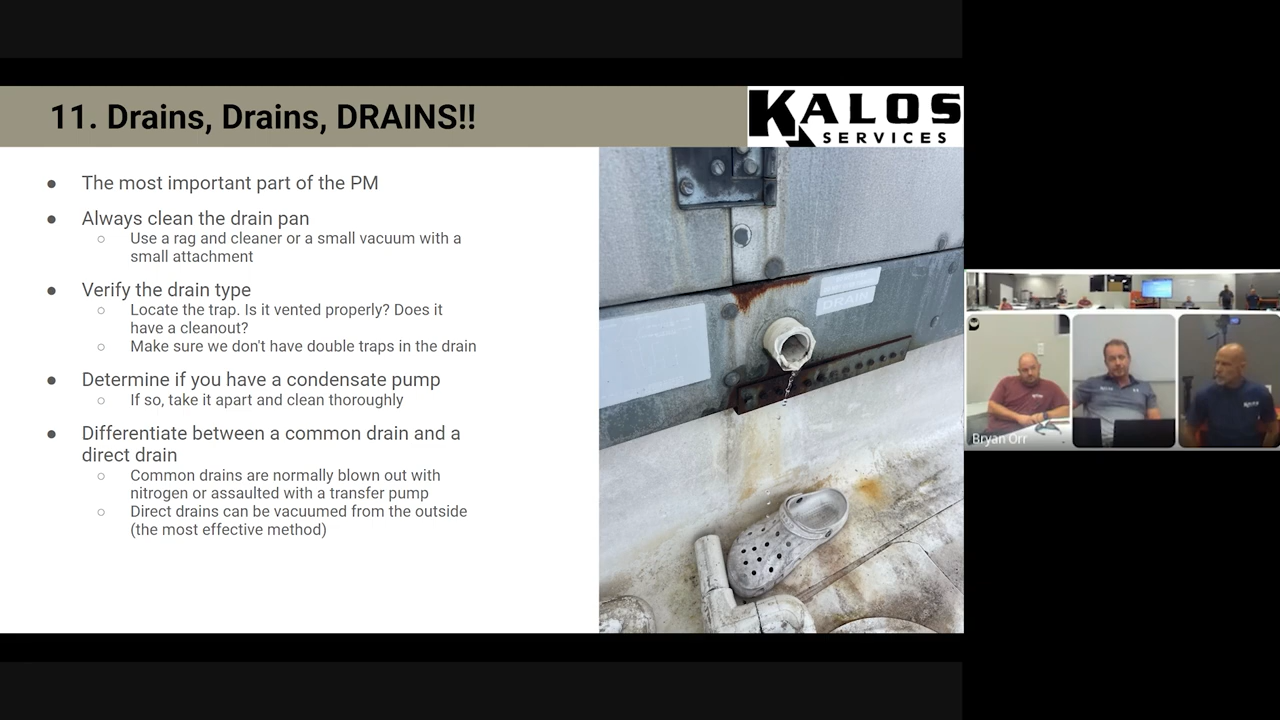 11. Drains, Drains, DRAINS!!
KALOS
SERVICES
● The most important part of the PM
● Always clean the drain pan
○ Use a rag and cleaner or a small vacuum with a
small attachment
● Verify the drain type
○ Locate the trap. Is it vented properly? Does it
have a cleanout?
○ Make sure we don't have double traps in the drain
● Determine if you have a condensate pump
○ If so, take it apart and clean thoroughly
● Differentiate between a common drain and a
direct drain
○ Common drains are normally blown out with
nitrogen or assaulted with a transfer pump
○ Direct drains can be vacuumed from the outside
(the most effective method)
DRAIN
Bryan Orr